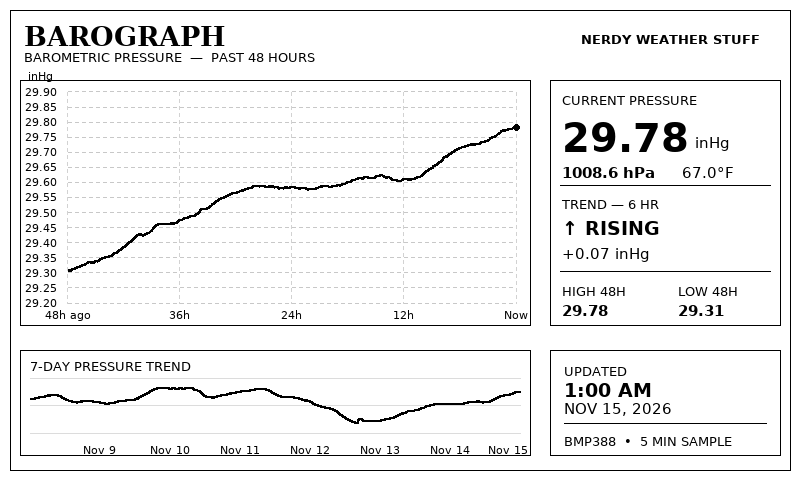 BAROGRAPH
BAROMETRIC PRESSURE — PAST 48 HOURS
NERDY WEATHER STUFF
inHg
29.90
29.85
29.80
29.75
29.70
29.65
29.60
29.55
29.50
29.45
29.40
29.35
29.30
29.25
29.20
48h ago 36h 24h 12h Now
CURRENT PRESSURE
29.78 inHg
1008.6 hPa 67.0°F
TREND — 6 HR
↑ RISING
+0.07 inHg
HIGH 48H LOW 48H
29.78 29.31
7-DAY PRESSURE TREND
Nov 9 Nov 10 Nov 11 Nov 12 Nov 13 Nov 14 Nov 15
UPDATED
1:00 AM
NOV 15, 2026
BMP388 • 5 MIN SAMPLE